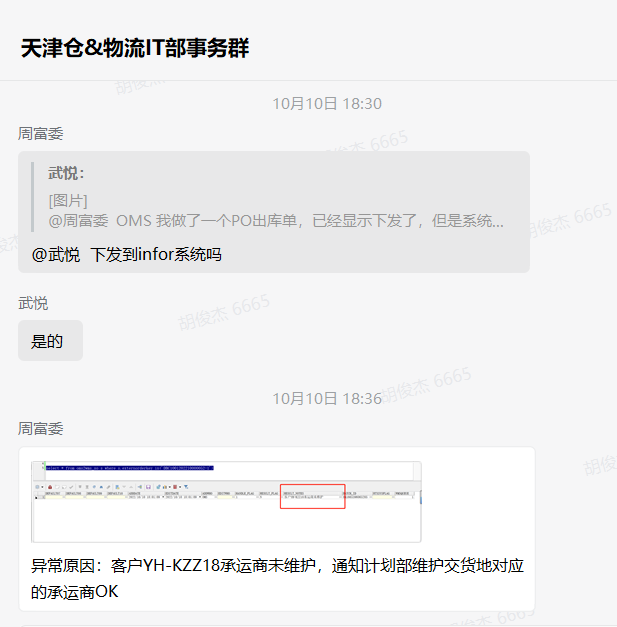 天津仓&物流IT部事务群
10月10日 18:30
周富委
武悦:
[图片]
@周富委 OMS 我做了一个PO出库单，已经显示下发了，但是系统...
@武悦 下发到infor系统吗
武悦
是的
10月10日 18:36
周富委
异常原因：客户YH-KZZ18承运商未维护，通知计划部维护交货地对应
的承运商OK
胡俊杰 6665